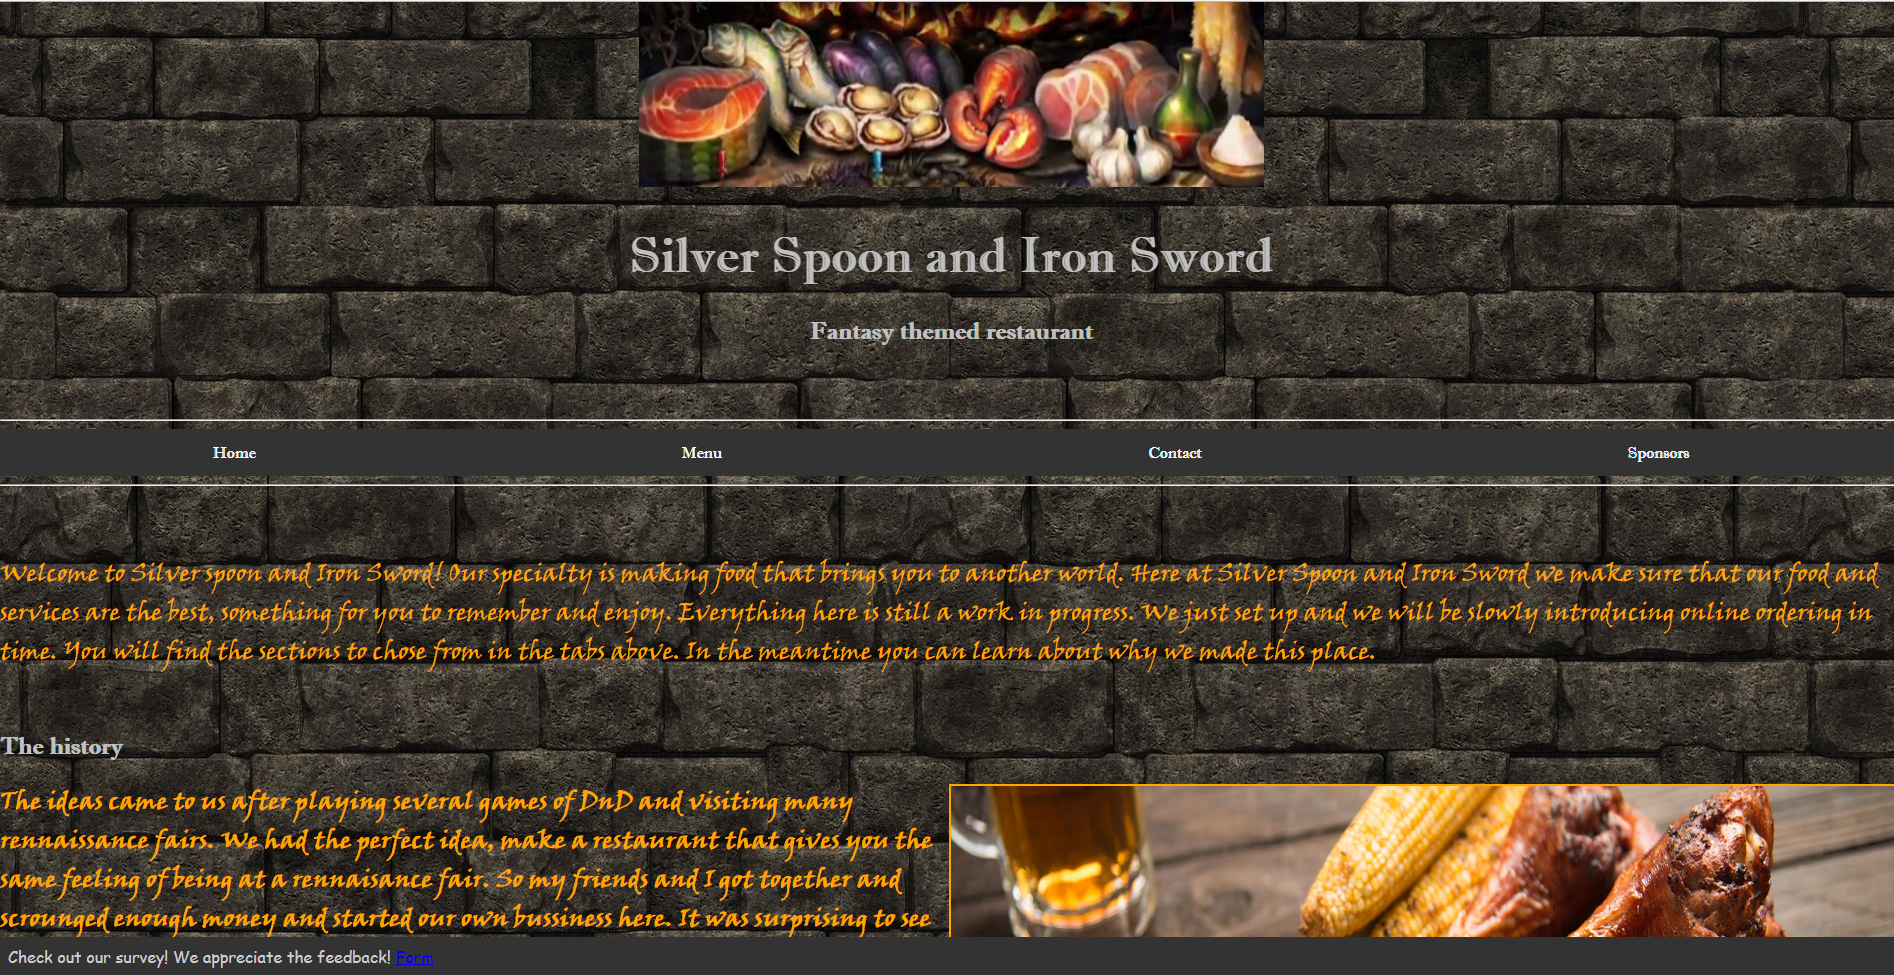 Silver Spoon and Iron Sword
Fantasy themed restaurant
Home Menu Contact Sponsors
Welcome to Silver spoon and Iron Sword! Our specialty is making food that brings you to another world. Here at Silver Spoon and Iron Sword we make sure that our food and
services are the best, something for you to remember and enjoy. Everything here is still a work in progress. We just set up and we will be slowly introducing online ordering in
time. You will find the sections to chose from in the tabs above. In the meantime you can learn about why we made this place.
The history
The ideas came to us after playing several games of DnD and visiting many
rennaissance fairs. We had the perfect idea, make a restaurant that gives you the
same feeling of being at a rennaisance fair. So my friends and I got together and
scrounged enough money and started our own bussiness here. It was surprising to see
Check out our survey! We appreciate the feedback! Form